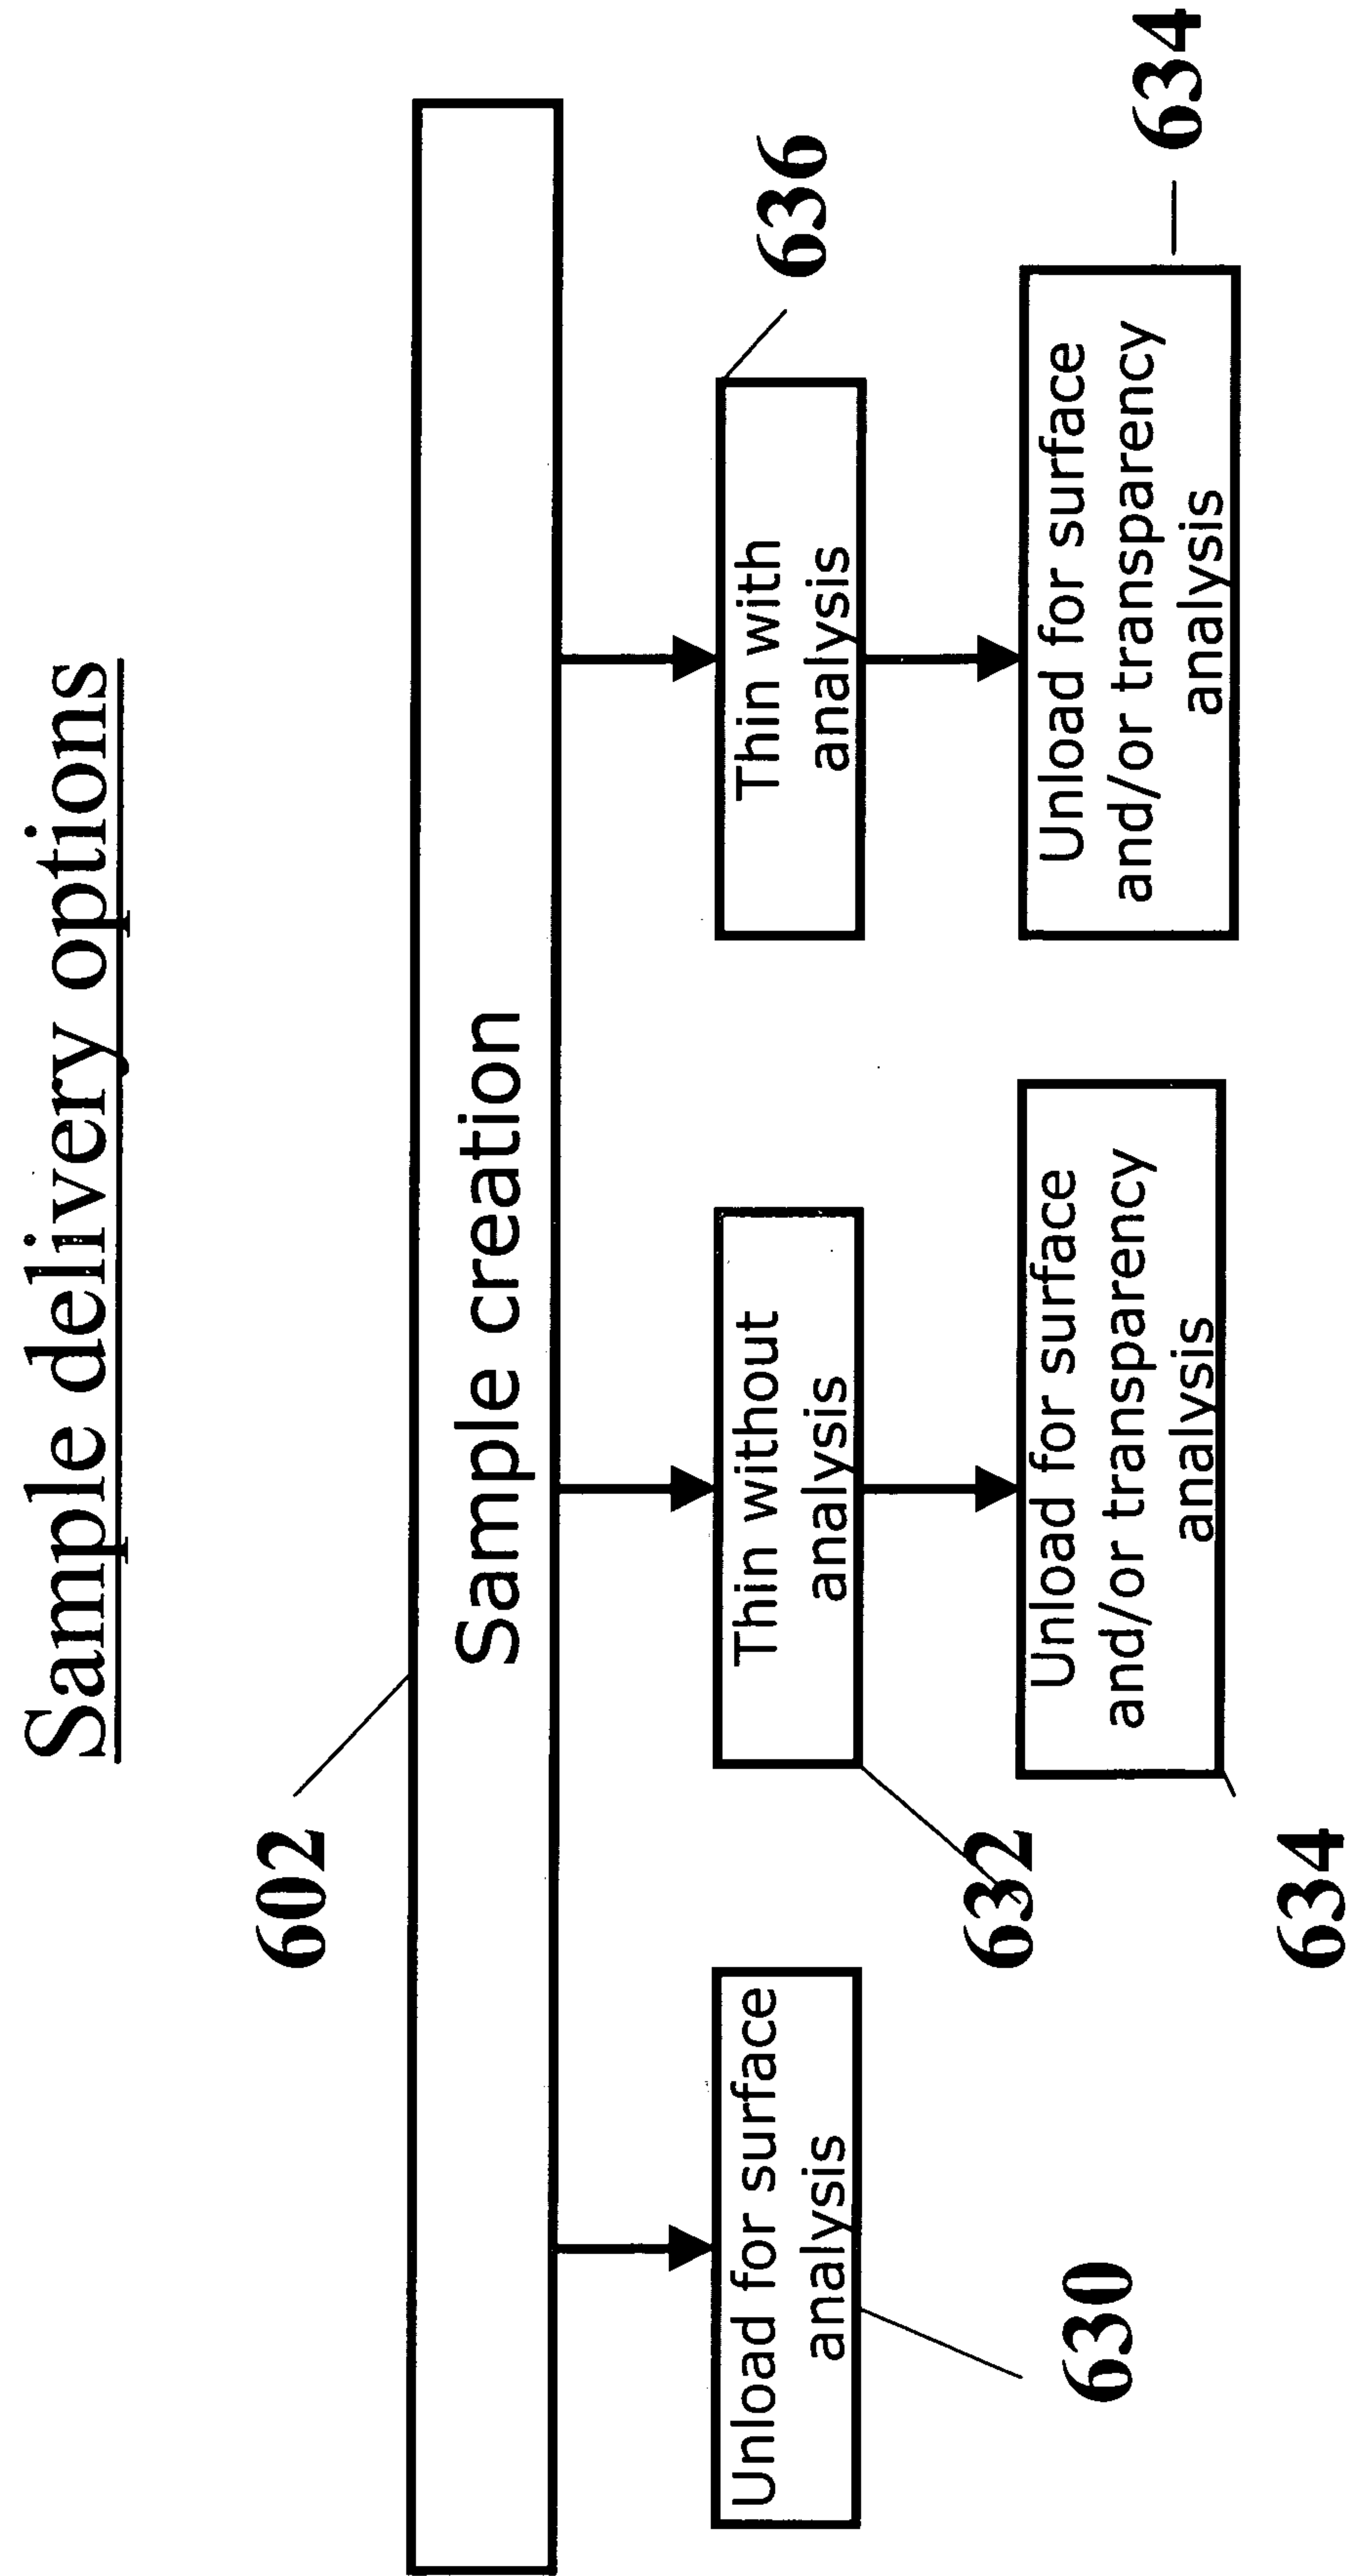 Sample delivery options
602
Sample creation
Unload for surface
analysis
630
Thin without
analysis
632
Unload for surface
and/or transparency
analysis
634
Thin with
analysis
636
Unload for surface
and/or transparency
analysis
634